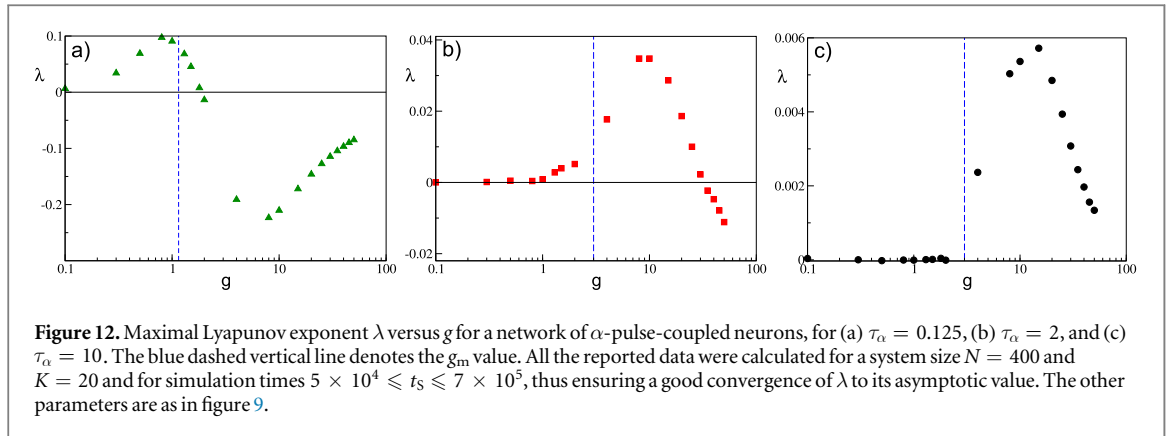 a)
0.1
0
-0.1
-0.2
λ
0.1 1 10 100
g
b)
0.04
0.02
0
-0.02
λ
0.1 1 10 100
g
c)
0.006
0.004
0.002
0
λ
0.1 1 10 100
g
Figure 12. Maximal Lyapunov exponent λ versus g for a network of α-pulse-coupled neurons, for (a) τα = 0.125, (b) τα = 2, and (c)
τα = 10. The blue dashed vertical line denotes the gm value. All the reported data were calculated for a system size N = 400 and
K = 20 and for simulation times 5 × 10⁴ ⩽ tS ⩽ 7 × 10⁵, thus ensuring a good convergence of λ to its asymptotic value. The other
parameters are as in figure 9.